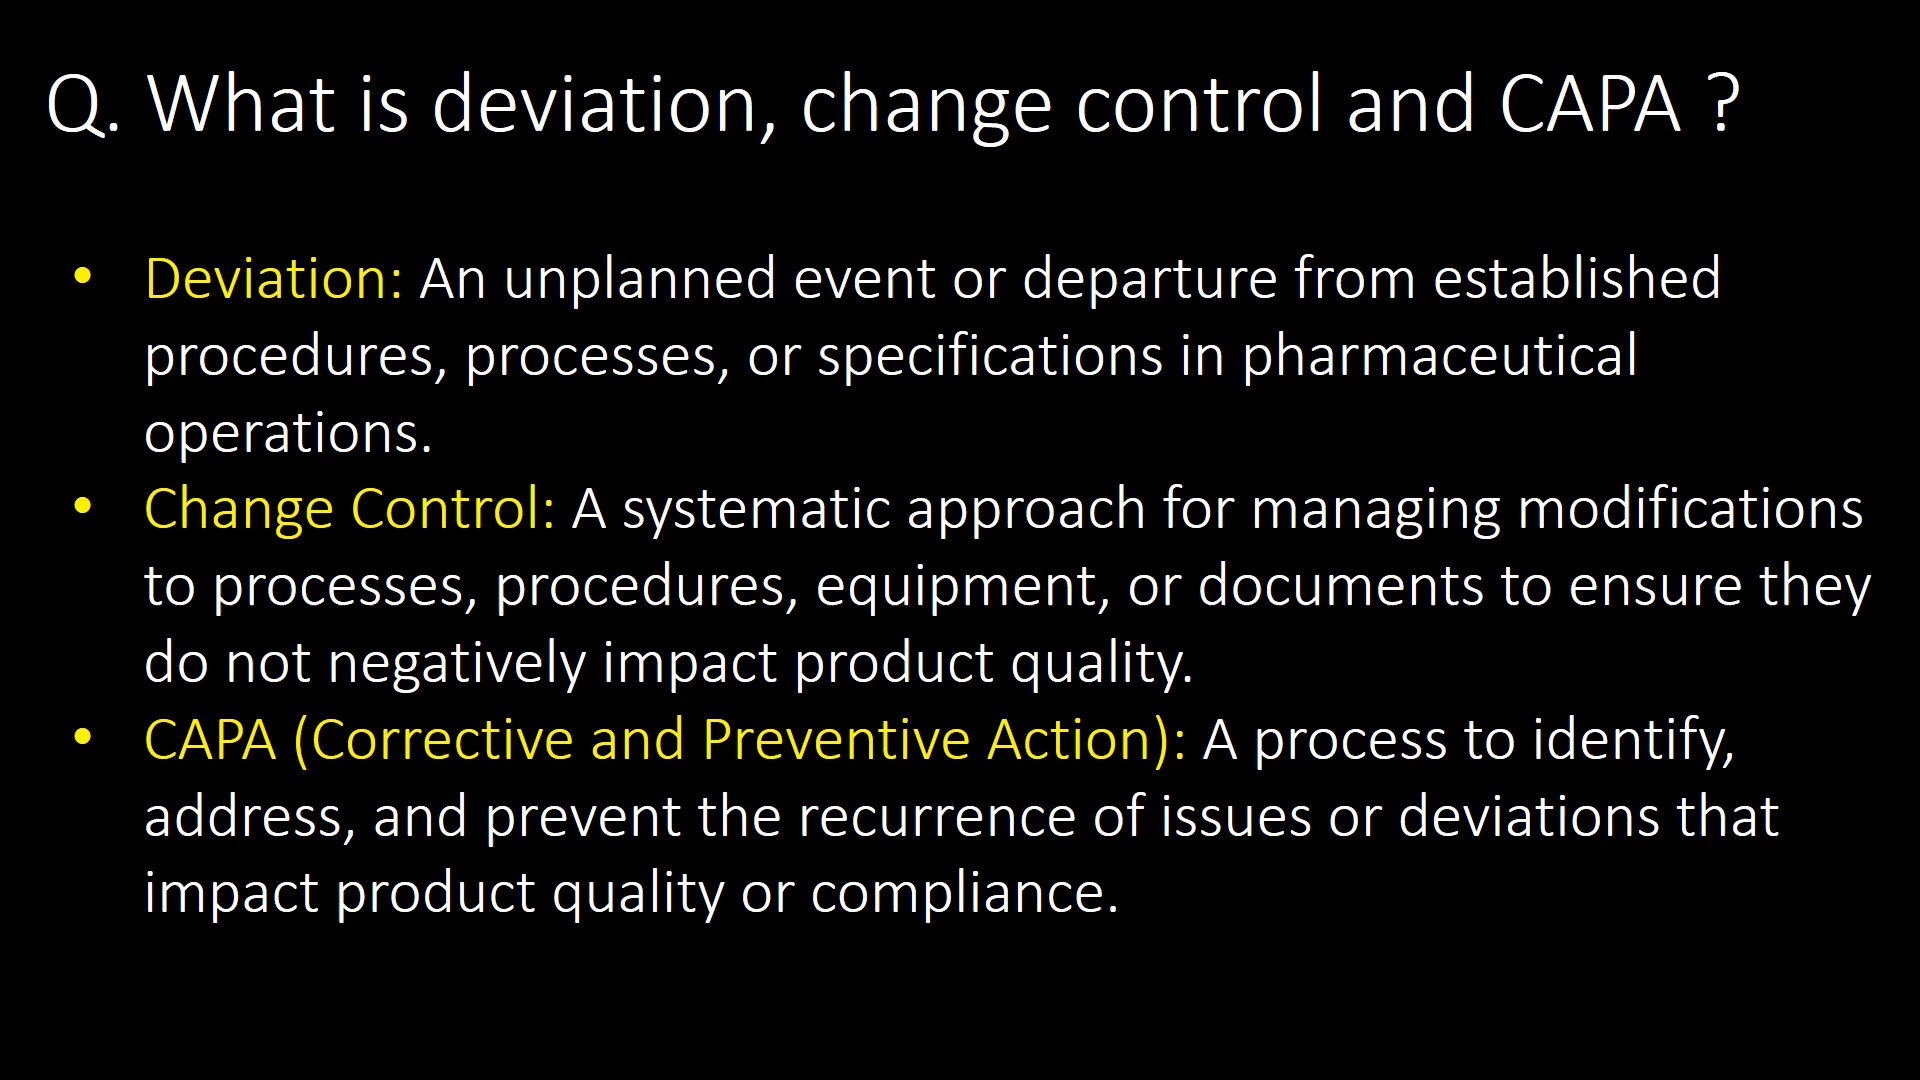 Q. What is deviation, change control and CAPA ?
• Deviation: An unplanned event or departure from established
procedures, processes, or specifications in pharmaceutical
operations.
• Change Control: A systematic approach for managing modifications
to processes, procedures, equipment, or documents to ensure they
do not negatively impact product quality.
• CAPA (Corrective and Preventive Action): A process to identify,
address, and prevent the recurrence of issues or deviations that
impact product quality or compliance.